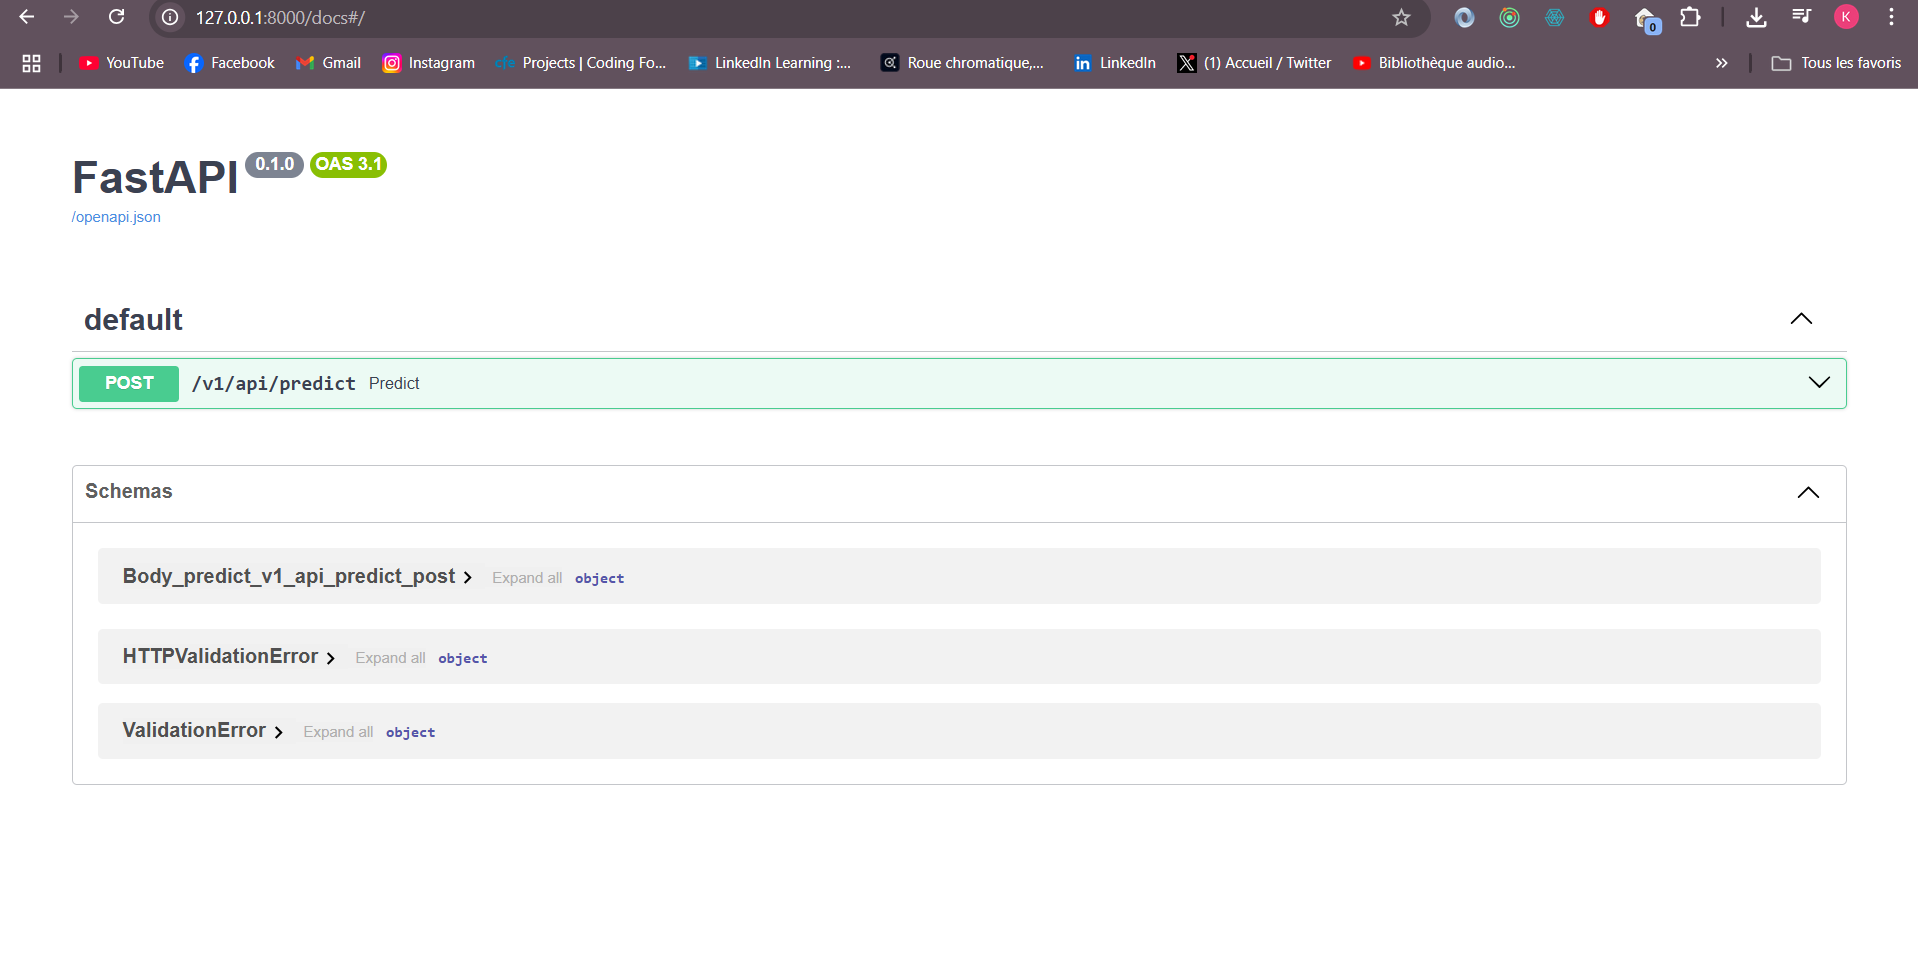 127.0.0.1:8000/docs#/
0
K
YouTube Facebook Gmail Instagram cfe Projects | Coding Fo... LinkedIn Learning :... Roue chromatique,... in LinkedIn (1) Accueil / Twitter Bibliothèque audio... » Tous les favoris
FastAPI 0.1.0 OAS 3.1
/openapi.json
default
POST /v1/api/predict Predict
Schemas
Body_predict_v1_api_predict_post Expand all object
HTTPValidationError Expand all object
ValidationError Expand all object